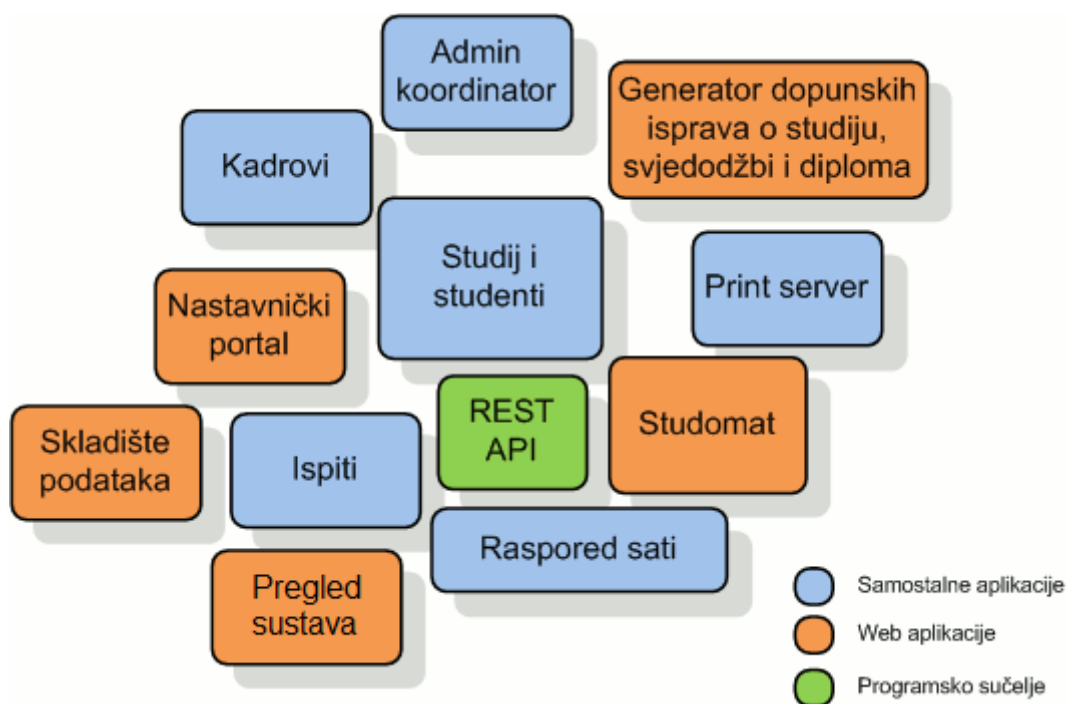 Admin
koordinator
Generator dopunskih
isprava o studiju,
svjedodžbi i diploma
Kadrovi
Studij i
studenti
Print server
Nastavnički
portal
REST
API
Studomat
Skladište
podataka
Ispiti
Raspored sati
Pregled
sustava
Samostalne aplikacije
Web aplikacije
Programsko sučelje